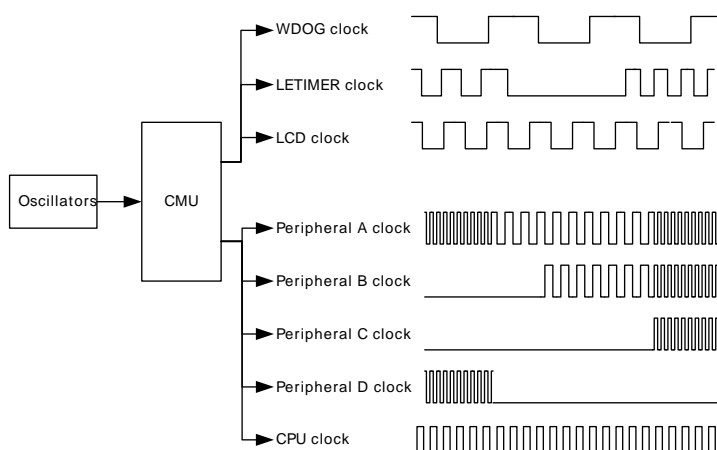 WDOG clock
LETIMER clock
LCD clock
Oscillators
CMU
Peripheral A clock
Peripheral B clock
Peripheral C clock
Peripheral D clock
CPU clock